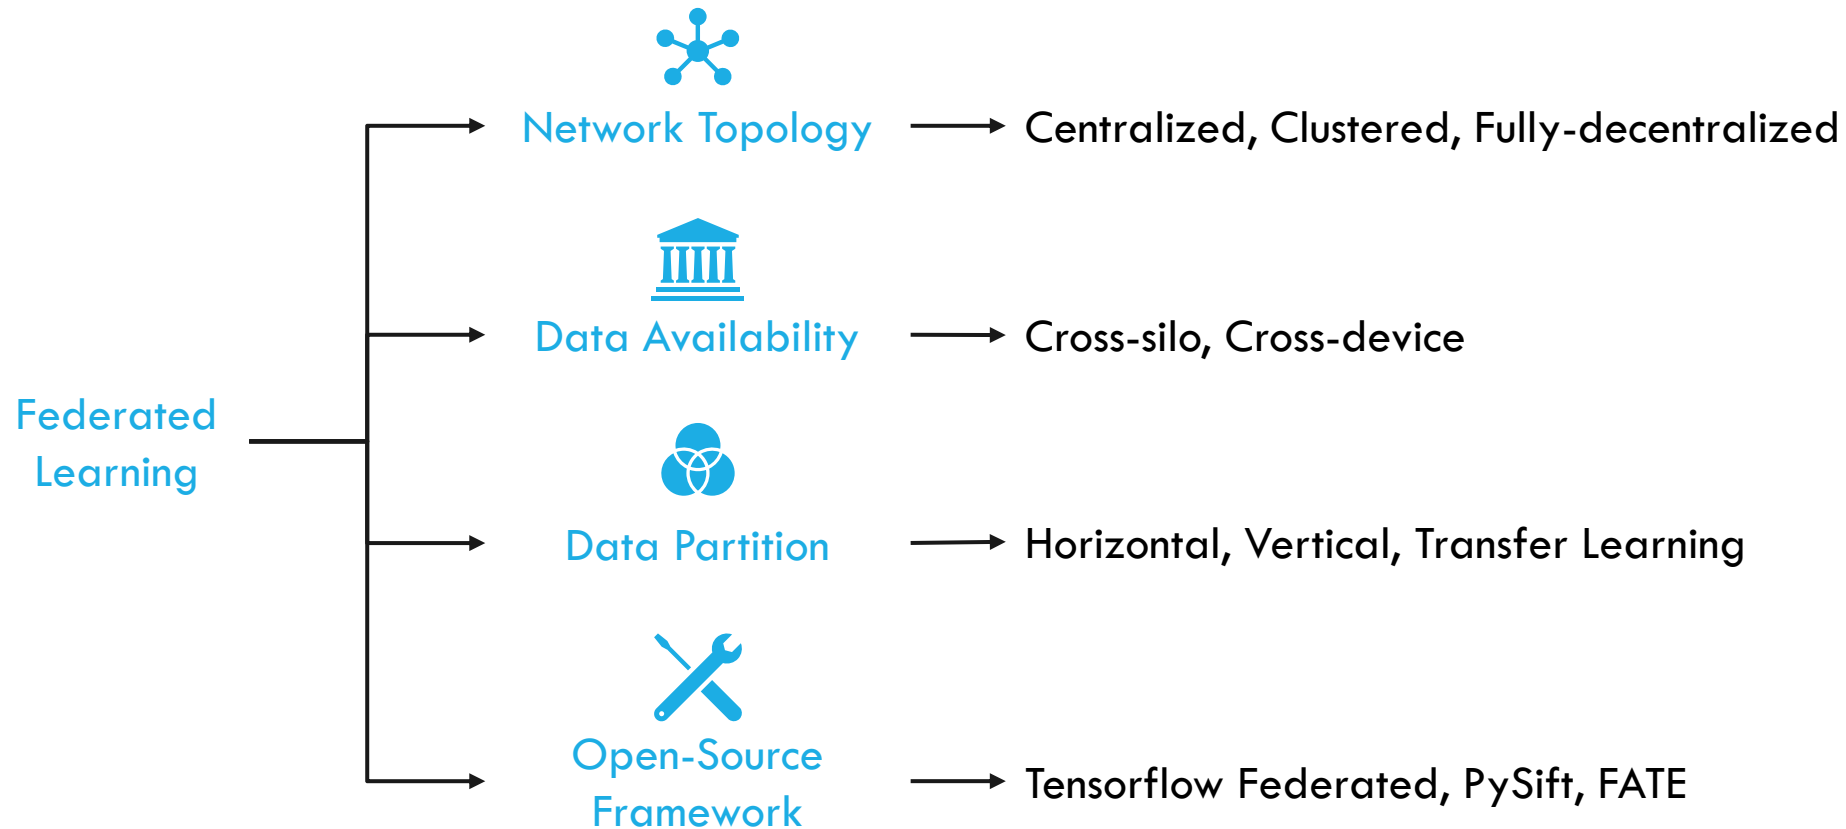 Network Topology
Centralized, Clustered, Fully-decentralized
Data Availability
Cross-silo, Cross-device
Federated
Learning
Data Partition
Horizontal, Vertical, Transfer Learning
Open-Source
Framework
Tensorflow Federated, PySift, FATE